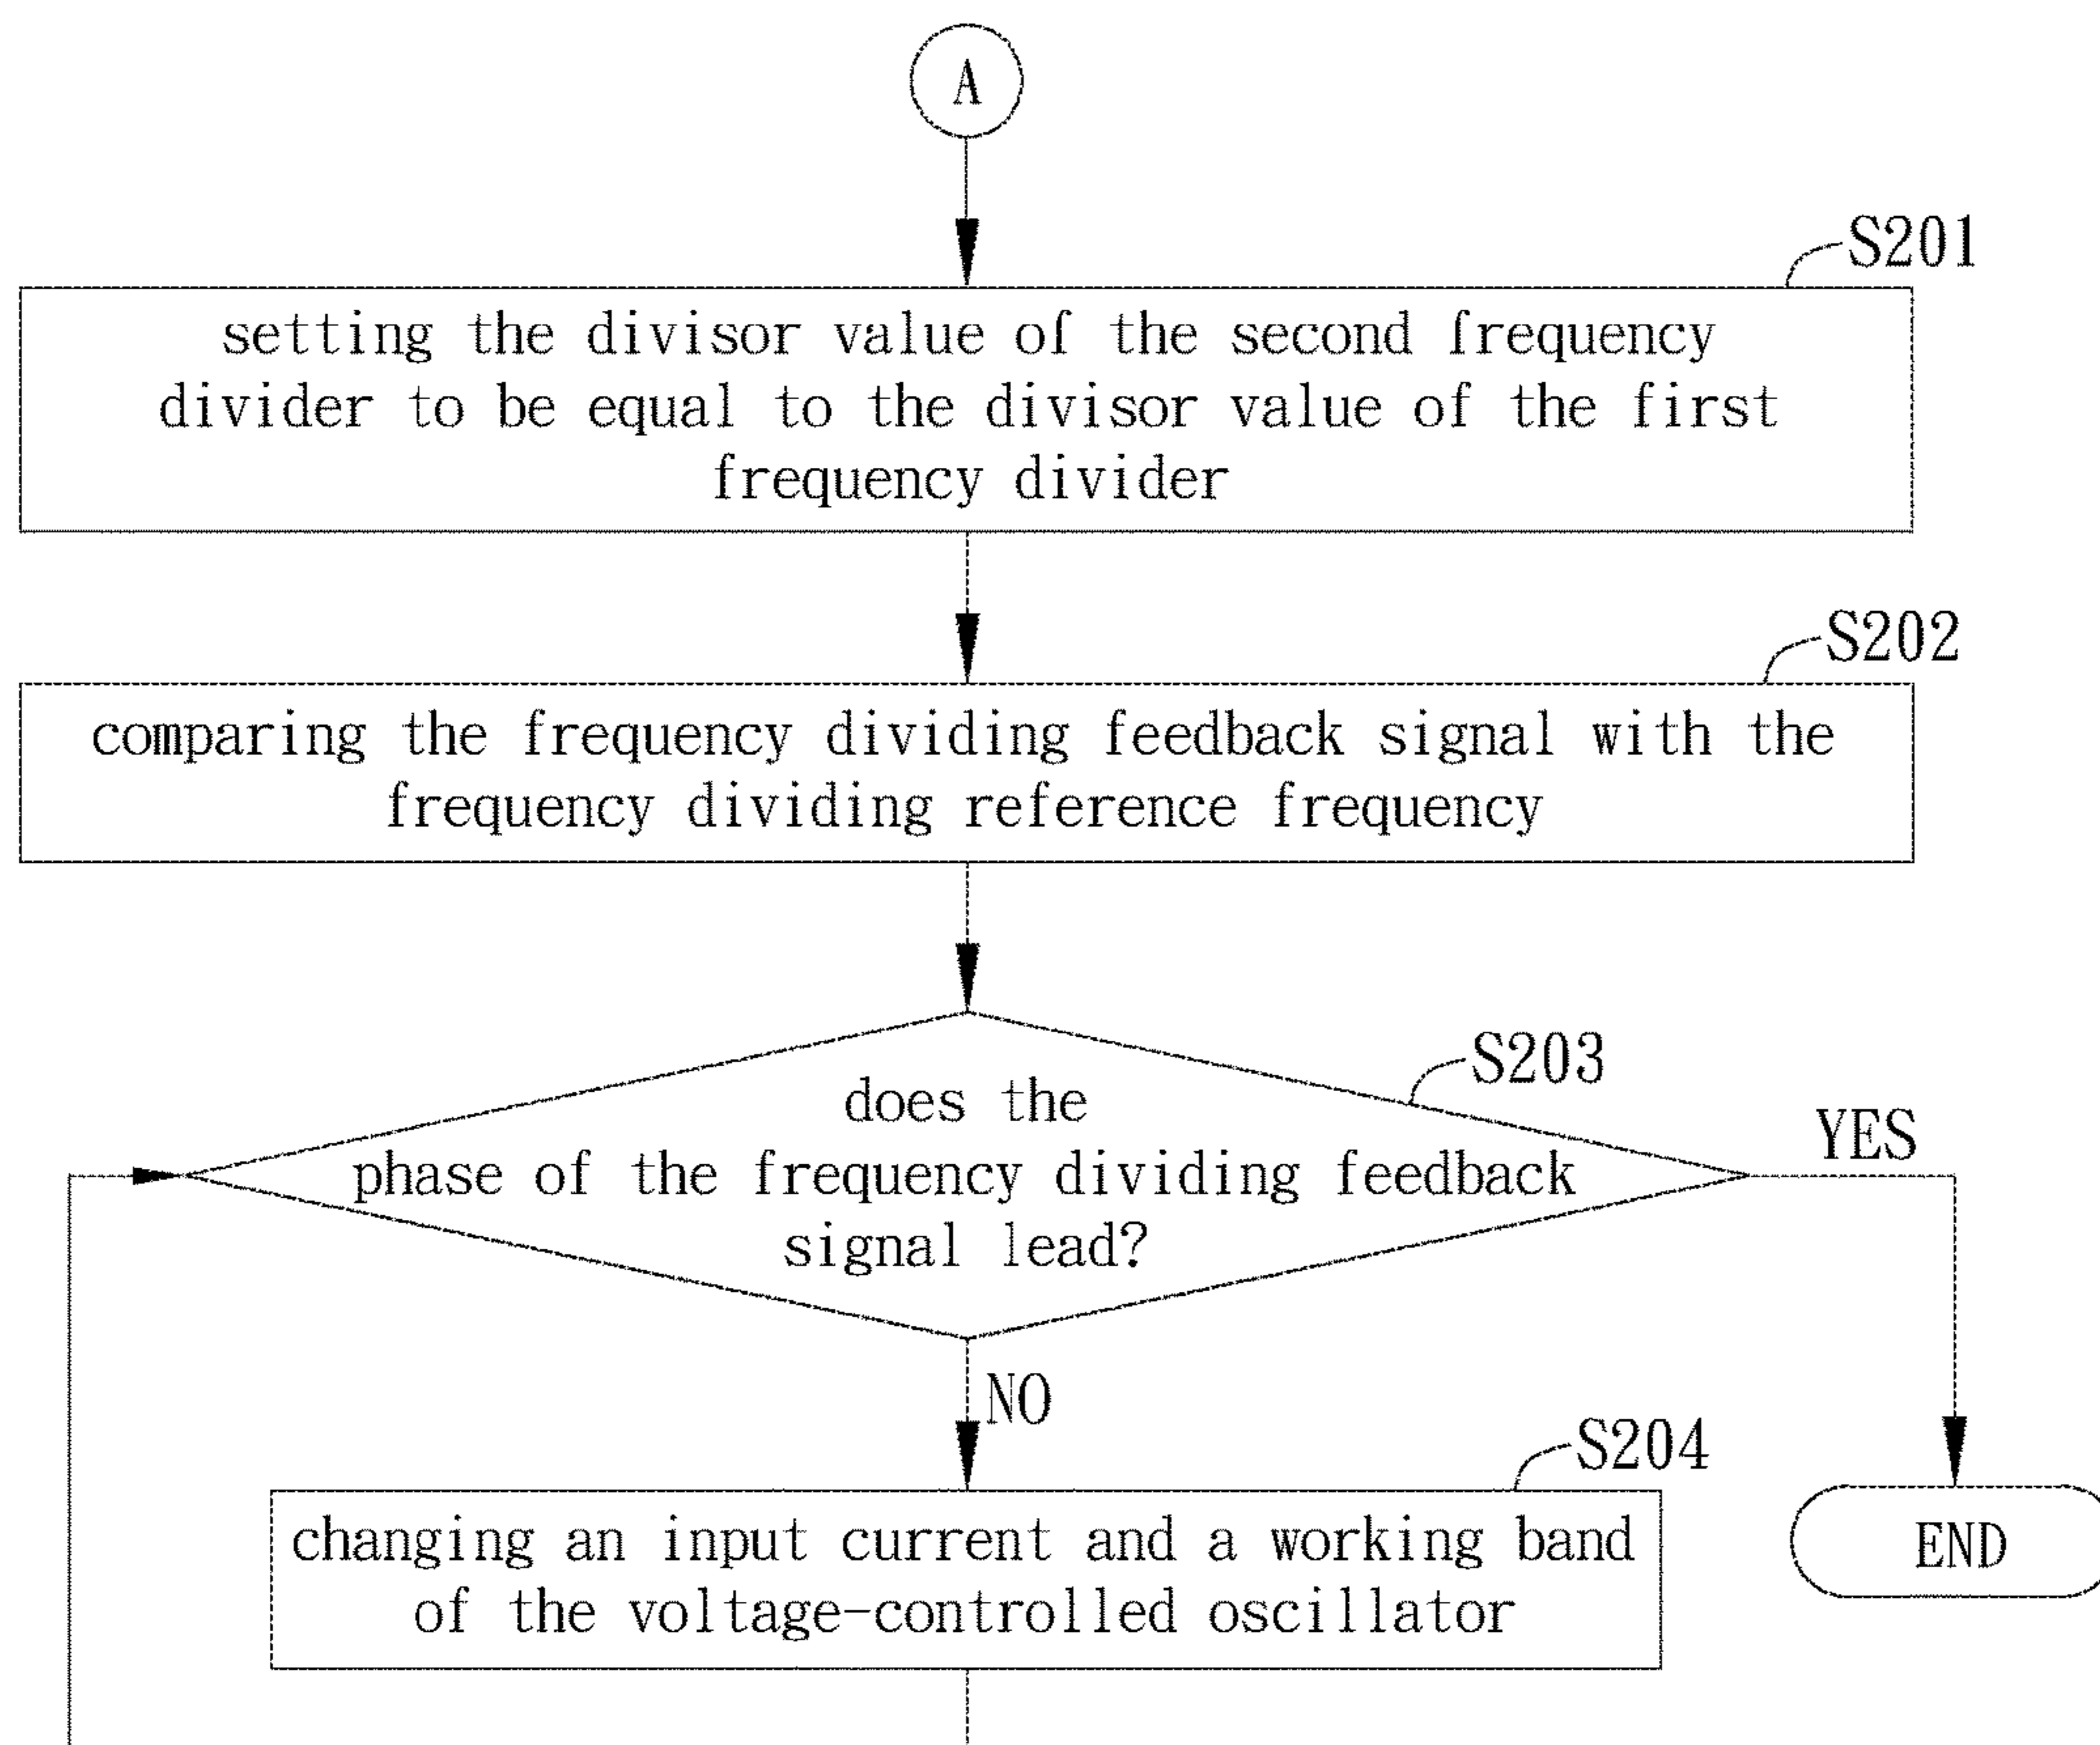 A
S201
setting the divisor value of the second frequency
divider to be equal to the divisor value of the first
frequency divider
S202
comparing the frequency dividing feedback signal with the
frequency dividing reference frequency
S203
does the
phase of the frequency dividing feedback
signal lead?
YES
NO
S204
changing an input current and a working band
of the voltage-controlled oscillator
END